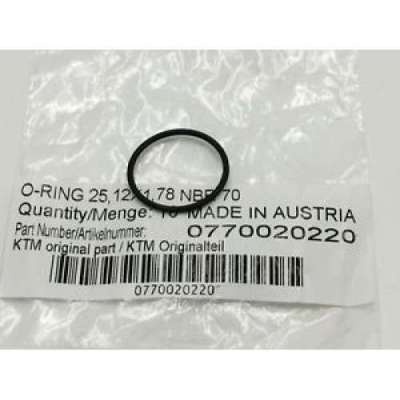 O-RING 25,12X1,78 NBR 70
Quantity/Menge: 10 MADE IN AUSTRIA
Part Number/Artikelnummer: 0770020220
KTM original part / KTM Originalteil
0770020220